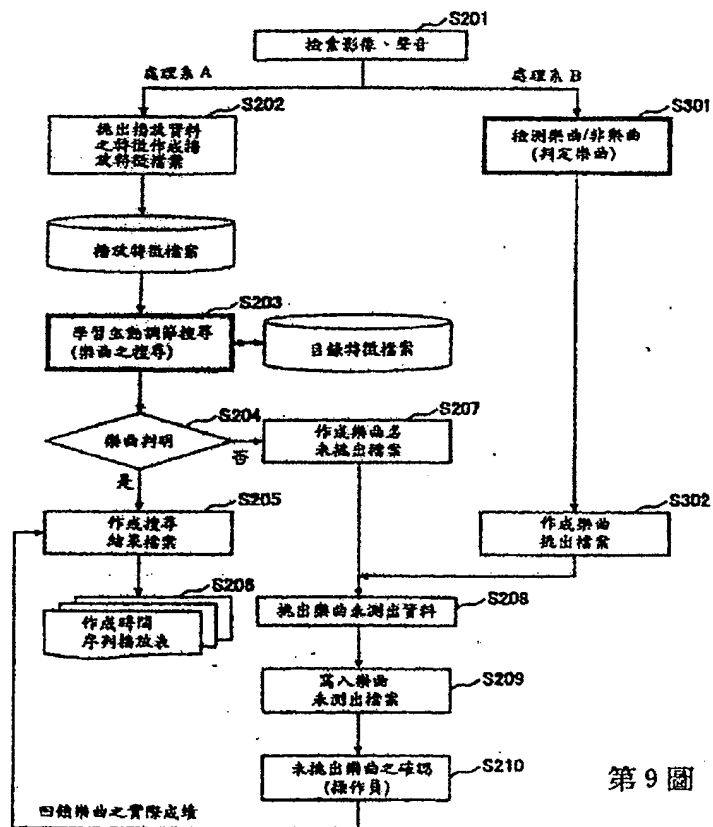 S201
檢索影像、聲音
處理系 A
處理系 B
S202
挑出播放資料
之特徵作成播
放特徵檔案
S301
檢測樂曲/非樂曲
(判定樂曲)
播放特徵檔案
S203
學習主動調節搜尋
(樂曲之搜尋)
目錄特徵檔案
S204
樂曲判明
否
是
S207
作成樂曲名
未挑出檔案
S205
作成搜尋
結果檔案
S302
作成樂曲
挑出檔案
S206
作成時間
序列播放表
挑出樂曲未測出資料
S208
寫入樂曲
未測出檔案
S209
未挑出樂曲之確認
(操作員)
S210
回饋樂曲之實際成績
第 9 圖